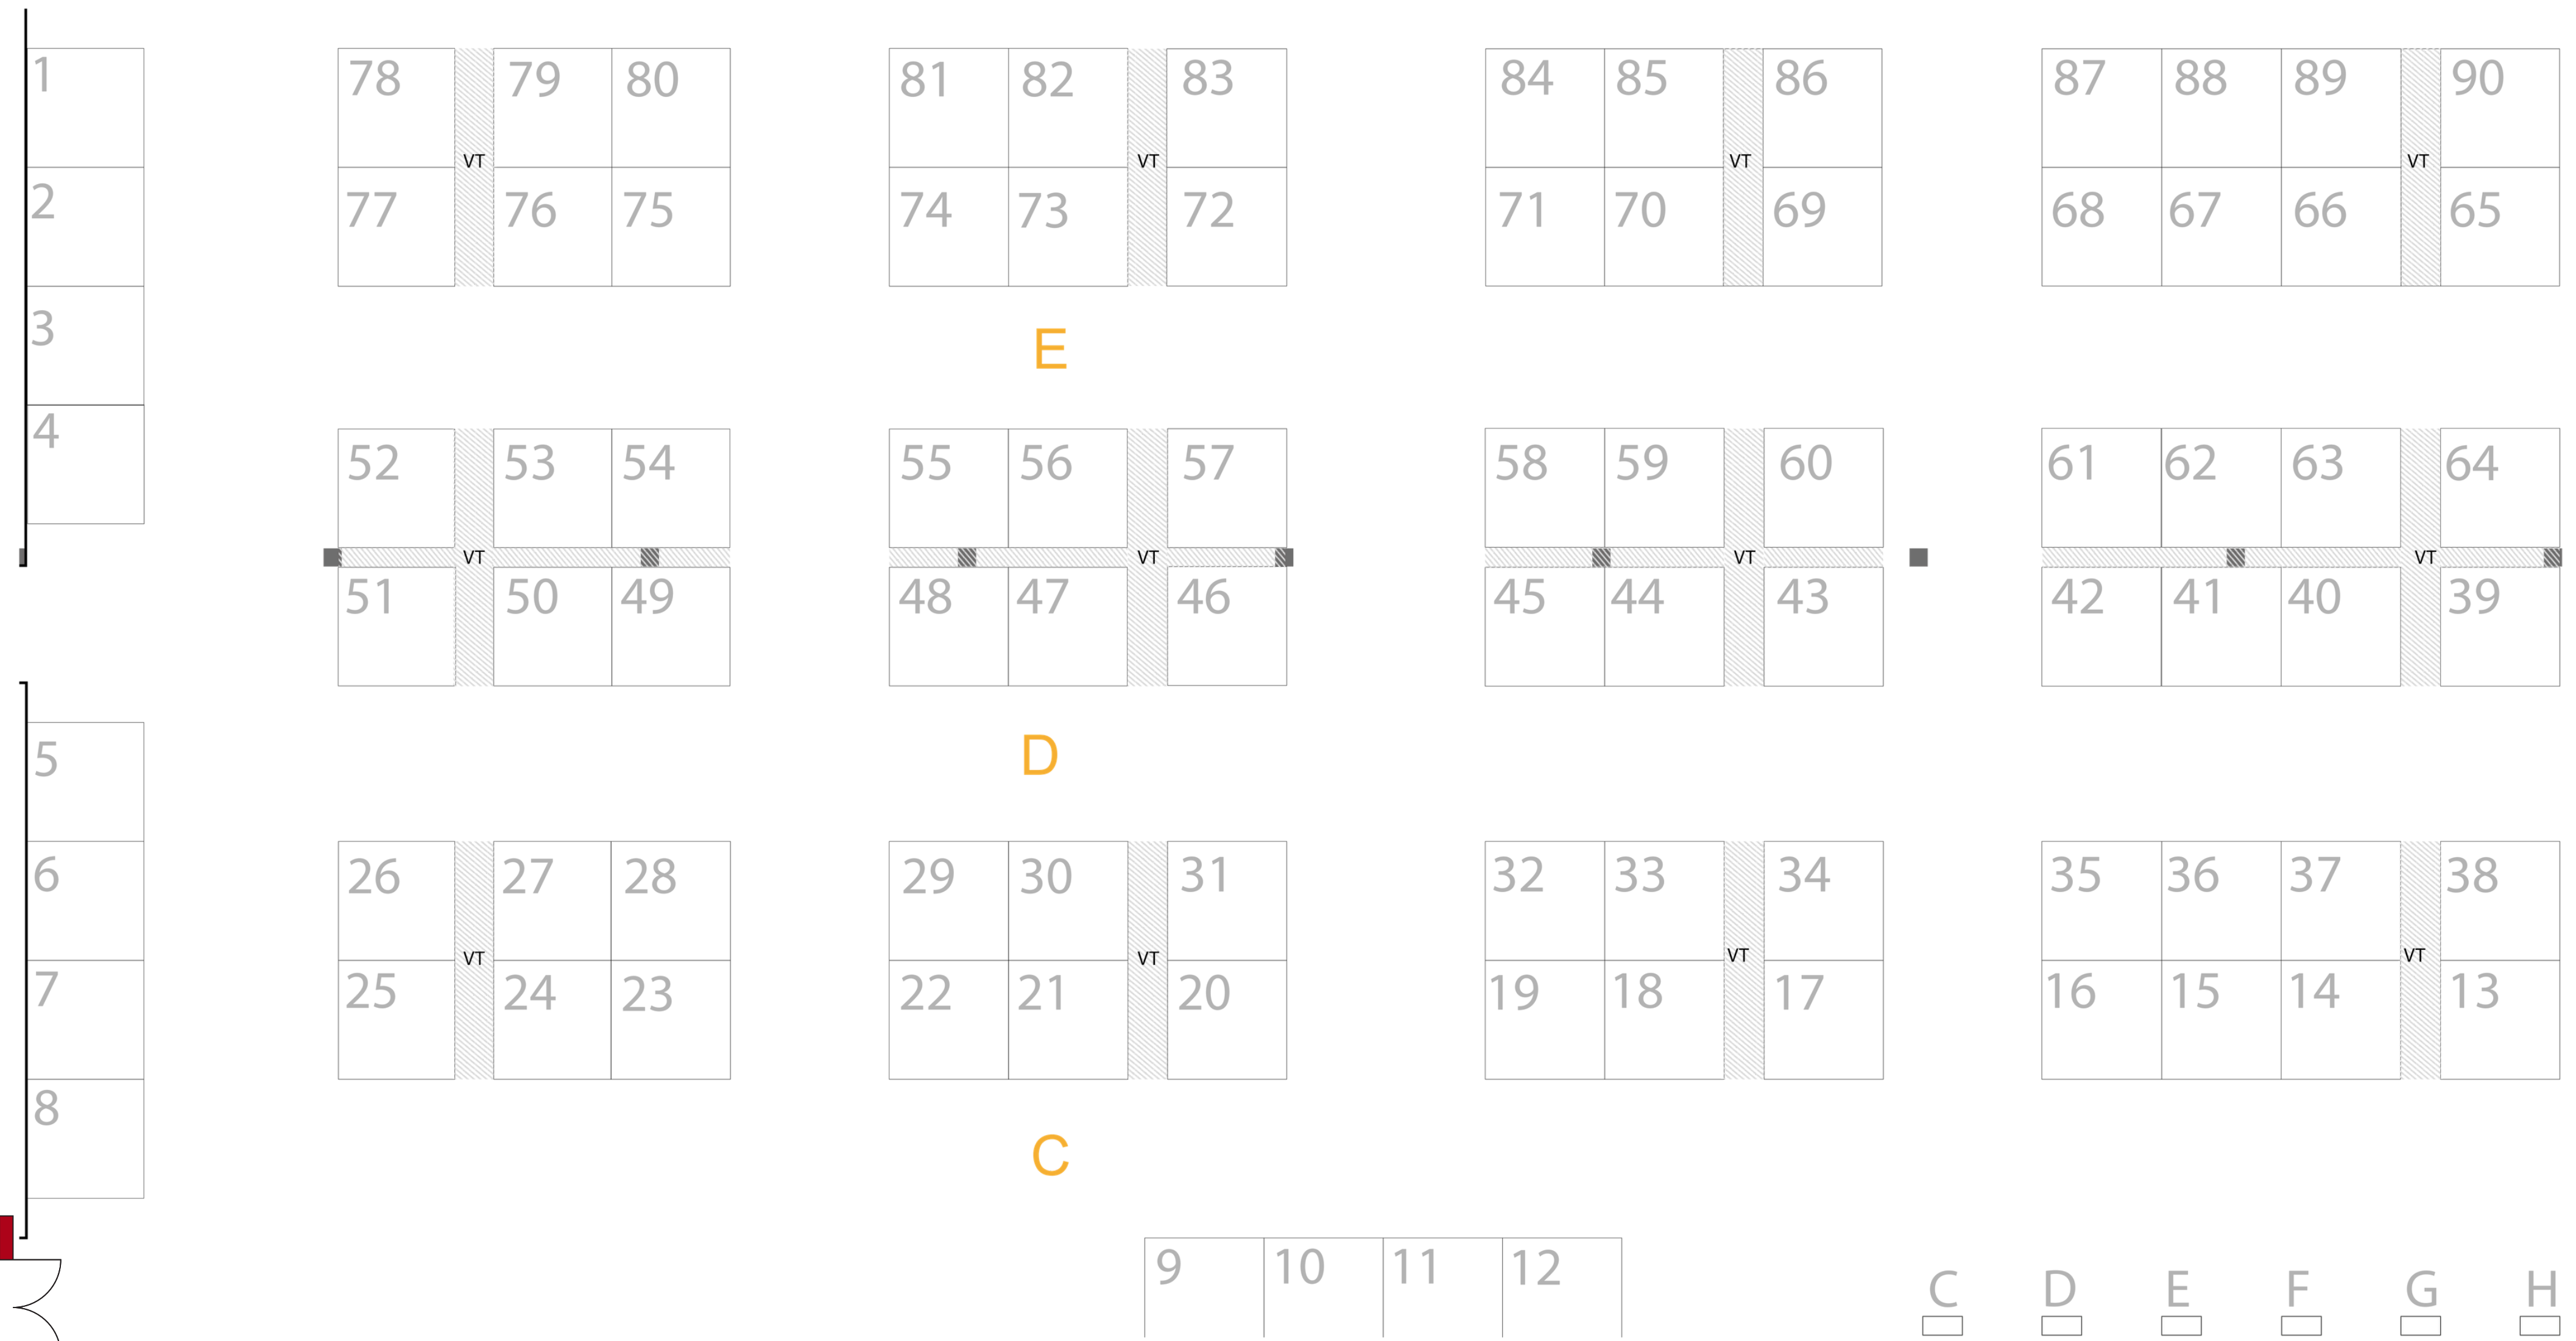 1 78 79 80 81 82 83 84 85 86 87 88 89 90
VT VT VT VT
2 77 76 75 74 73 72 71 70 69 68 67 66 65
3
E
4 52 53 54 55 56 57 58 59 60 61 62 63 64
VT VT VT VT
51 50 49 48 47 46 45 44 43 42 41 40 39
5
D
6 26 27 28 29 30 31 32 33 34 35 36 37 38
VT VT VT VT
7 25 24 23 22 21 20 19 18 17 16 15 14 13
8
C
9 10 11 12
C D E F G H